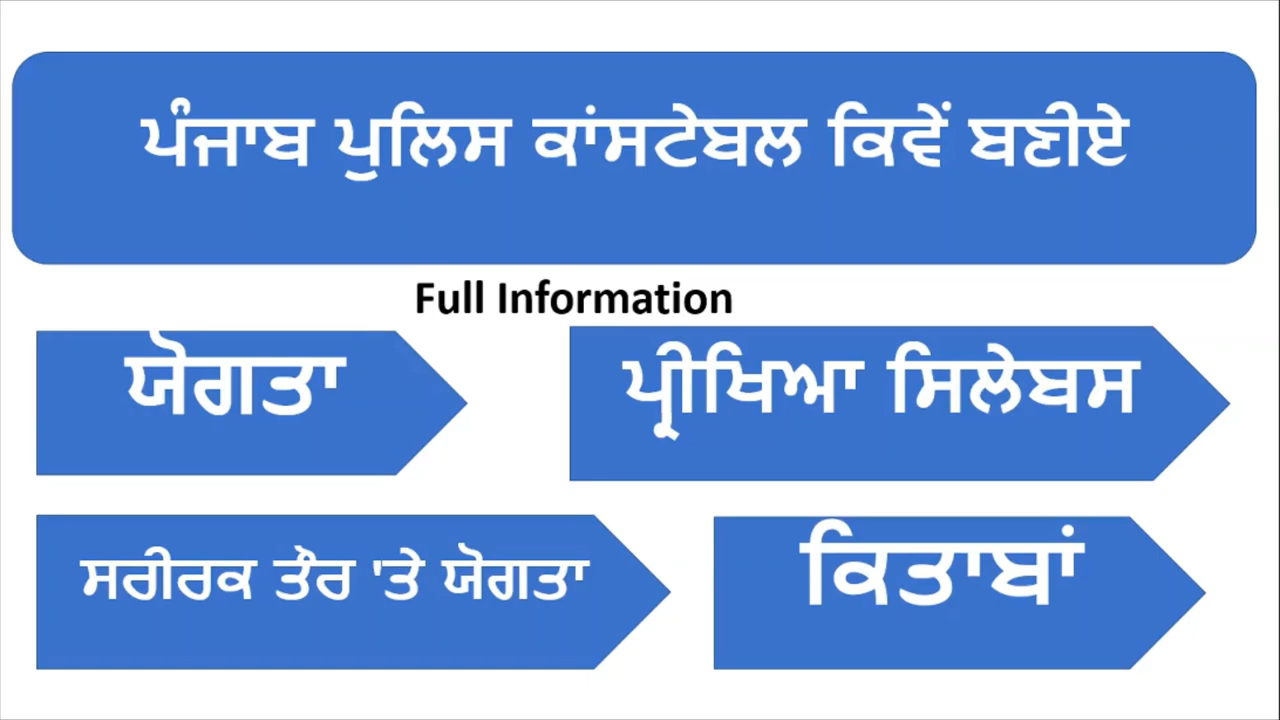 ਪੰਜਾਬ ਪੁਲਿਸ ਕਾਂਸਟੇਬਲ ਕਿਵੇਂ ਬਣੀਏ
Full Information
ਯੋਗਤਾ
ਪ੍ਰੀਖਿਆ ਸਿਲੇਬਸ
ਸਰੀਰਕ ਤੌਰ 'ਤੇ ਯੋਗਤਾ
ਕਿਤਾਬਾਂ